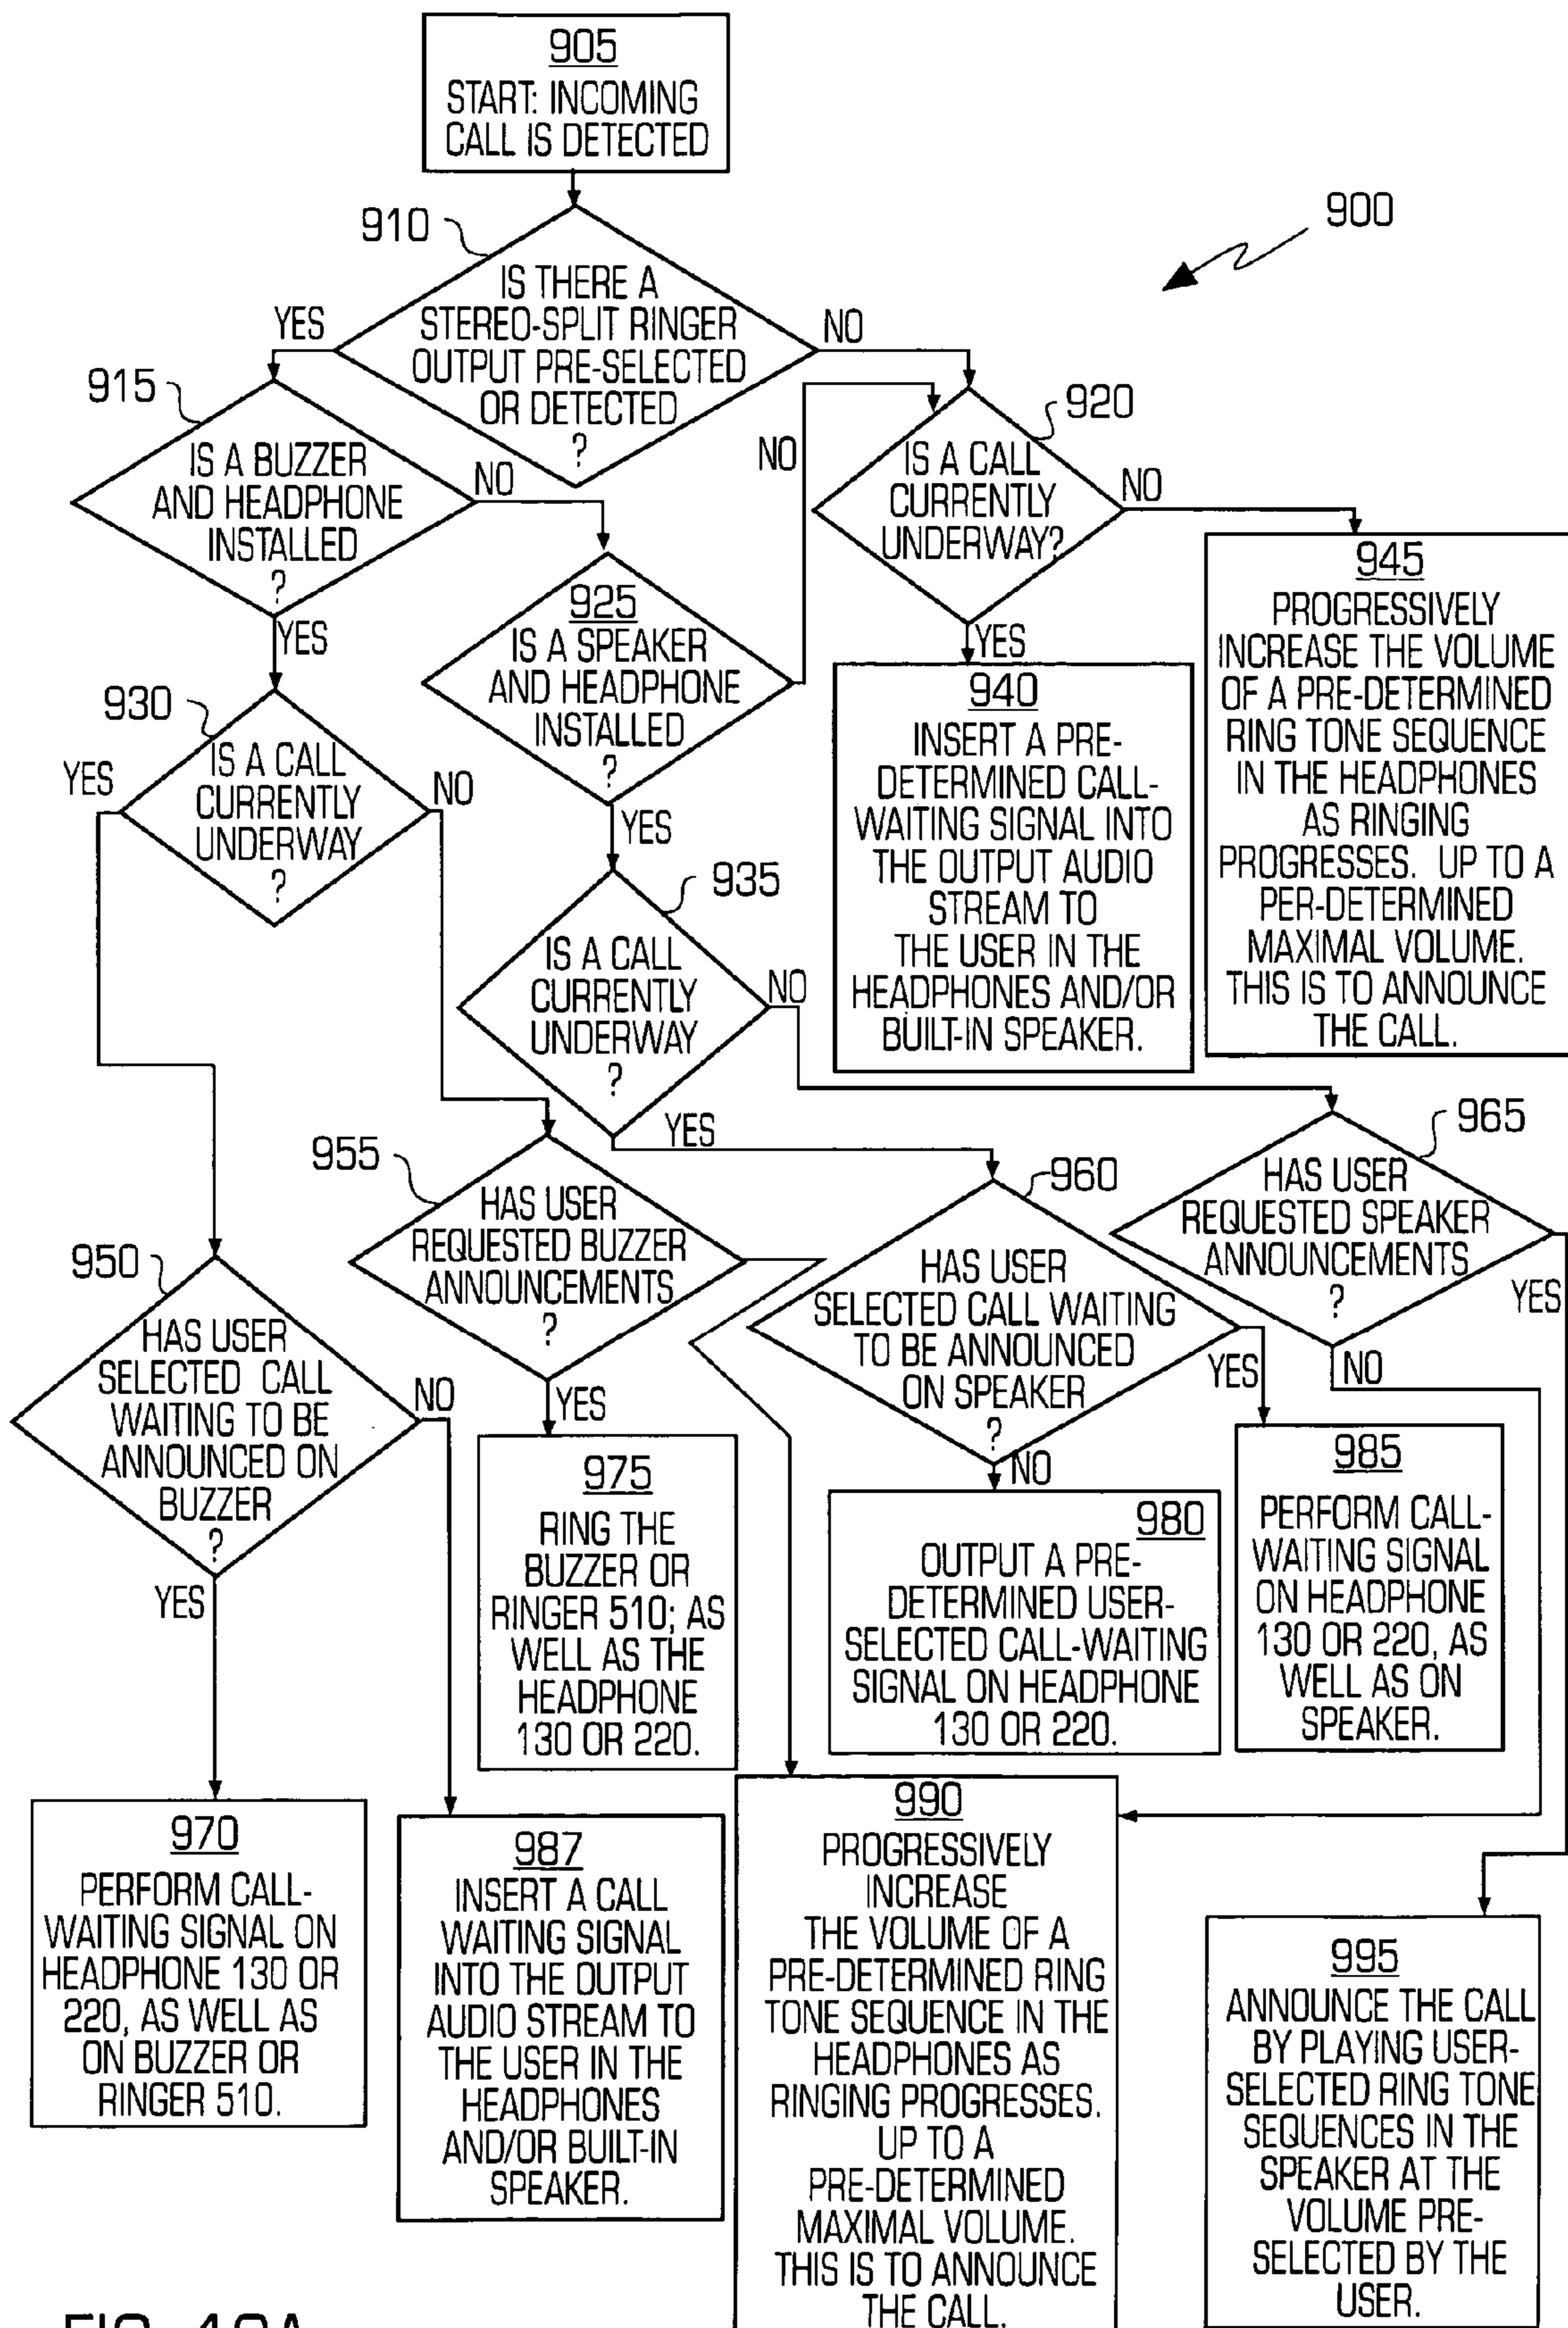 905
START: INCOMING
CALL IS DETECTED
900
910
IS THERE A
STEREO-SPLIT RINGER
OUTPUT PRE-SELECTED
OR DETECTED
?
YES
NO
915
IS A BUZZER
AND HEADPHONE
INSTALLED
?
NO
YES
920
IS A CALL
CURRENTLY
UNDERWAY?
NO
YES
NO
925
IS A SPEAKER
AND HEADPHONE
INSTALLED
?
YES
930
IS A CALL
CURRENTLY
UNDERWAY
?
YES
NO
935
IS A CALL
CURRENTLY
UNDERWAY
?
NO
YES
940
INSERT A PRE-
DETERMINED CALL-
WAITING SIGNAL INTO
THE OUTPUT AUDIO
STREAM TO
THE USER IN THE
HEADPHONES AND/OR
BUILT-IN SPEAKER.
945
PROGRESSIVELY
INCREASE THE VOLUME
OF A PRE-DETERMINED
RING TONE SEQUENCE
IN THE HEADPHONES
AS RINGING
PROGRESSES. UP TO A
PER-DETERMINED
MAXIMAL VOLUME.
THIS IS TO ANNOUNCE
THE CALL.
950
HAS USER
SELECTED CALL
WAITING TO BE
ANNOUNCED ON
BUZZER
?
NO
YES
955
HAS USER
REQUESTED BUZZER
ANNOUNCEMENTS
?
YES
960
HAS USER
SELECTED CALL WAITING
TO BE ANNOUNCED
ON SPEAKER
?
YES
NO
965
HAS USER
REQUESTED SPEAKER
ANNOUNCEMENTS
?
YES
NO
970
PERFORM CALL-
WAITING SIGNAL ON
HEADPHONE 130 OR
220, AS WELL AS
ON BUZZER OR
RINGER 510.
975
RING THE
BUZZER OR
RINGER 510; AS
WELL AS THE
HEADPHONE
130 OR 220.
980
OUTPUT A PRE-
DETERMINED USER-
SELECTED CALL-WAITING
SIGNAL ON HEADPHONE
130 OR 220.
985
PERFORM CALL-
WAITING SIGNAL
ON HEADPHONE
130 OR 220, AS
WELL AS ON
SPEAKER.
987
INSERT A CALL
WAITING SIGNAL
INTO THE OUTPUT
AUDIO STREAM TO
THE USER IN THE
HEADPHONES
AND/OR BUILT-IN
SPEAKER.
990
PROGRESSIVELY
INCREASE
THE VOLUME OF A
PRE-DETERMINED RING
TONE SEQUENCE IN THE
HEADPHONES AS
RINGING PROGRESSES.
UP TO A
PRE-DETERMINED
MAXIMAL VOLUME.
THIS IS TO ANNOUNCE
THE CALL.
995
ANNOUNCE THE CALL
BY PLAYING USER-
SELECTED RING TONE
SEQUENCES IN THE
SPEAKER AT THE
VOLUME PRE-
SELECTED BY THE
USER.